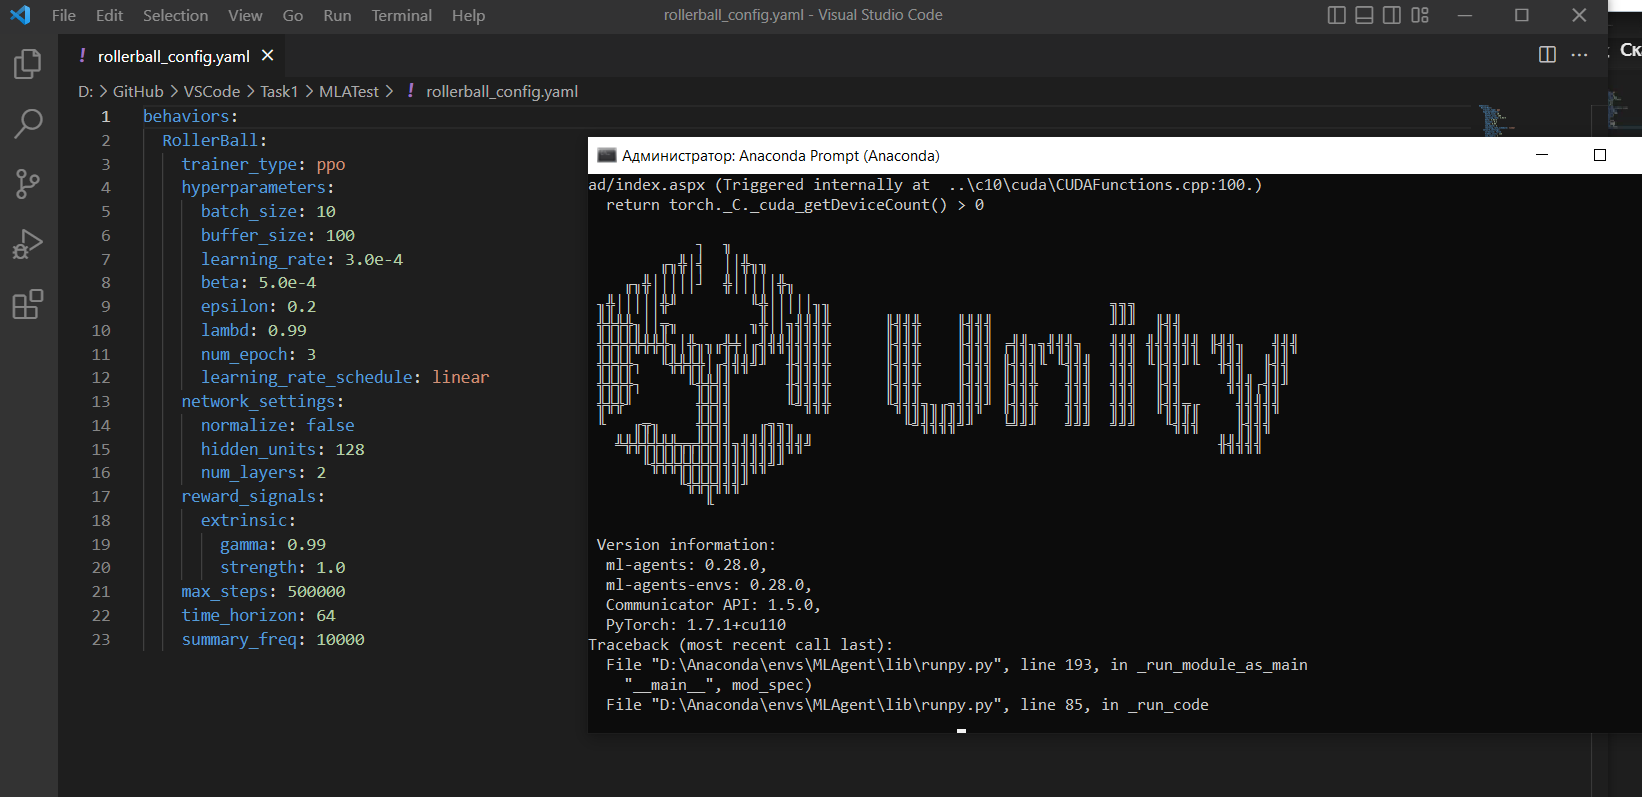 File Edit Selection View Go Run Terminal Help
rollerball_config.yaml - Visual Studio Code
! rollerball_config.yaml
D: > GitHub > VSCode > Task1 > MLATest > ! rollerball_config.yaml
1 behaviors:
2 RollerBall:
3 trainer_type: ppo
4 hyperparameters:
5 batch_size: 10
6 buffer_size: 100
7 learning_rate: 3.0e-4
8 beta: 5.0e-4
9 epsilon: 0.2
10 lambd: 0.99
11 num_epoch: 3
12 learning_rate_schedule: linear
13 network_settings:
14 normalize: false
15 hidden_units: 128
16 num_layers: 2
17 reward_signals:
18 extrinsic:
19 gamma: 0.99
20 strength: 1.0
21 max_steps: 500000
22 time_horizon: 64
23 summary_freq: 10000
Администратор: Anaconda Prompt (Anaconda)
ad/index.aspx (Triggered internally at  ..\c10\cuda\CUDAFunctions.cpp:100.)
return torch._C._cuda_getDeviceCount() > 0
Unity
Version information:
ml-agents: 0.28.0,
ml-agents-envs: 0.28.0,
Communicator API: 1.5.0,
PyTorch: 1.7.1+cu110
Traceback (most recent call last):
File "D:\Anaconda\envs\MLAgent\lib\runpy.py", line 193, in _run_module_as_main
"__main__", mod_spec)
File "D:\Anaconda\envs\MLAgent\lib\runpy.py", line 85, in _run_code